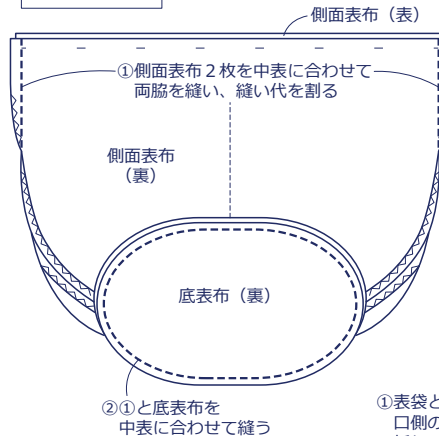 側面表布（表）
①側面表布２枚を中表に合わせて
両脇を縫い、縫い代を割る
側面表布
（裏）
底表布（裏）
②①と底表布を
中表に合わせて縫う
①表袋と
口側の